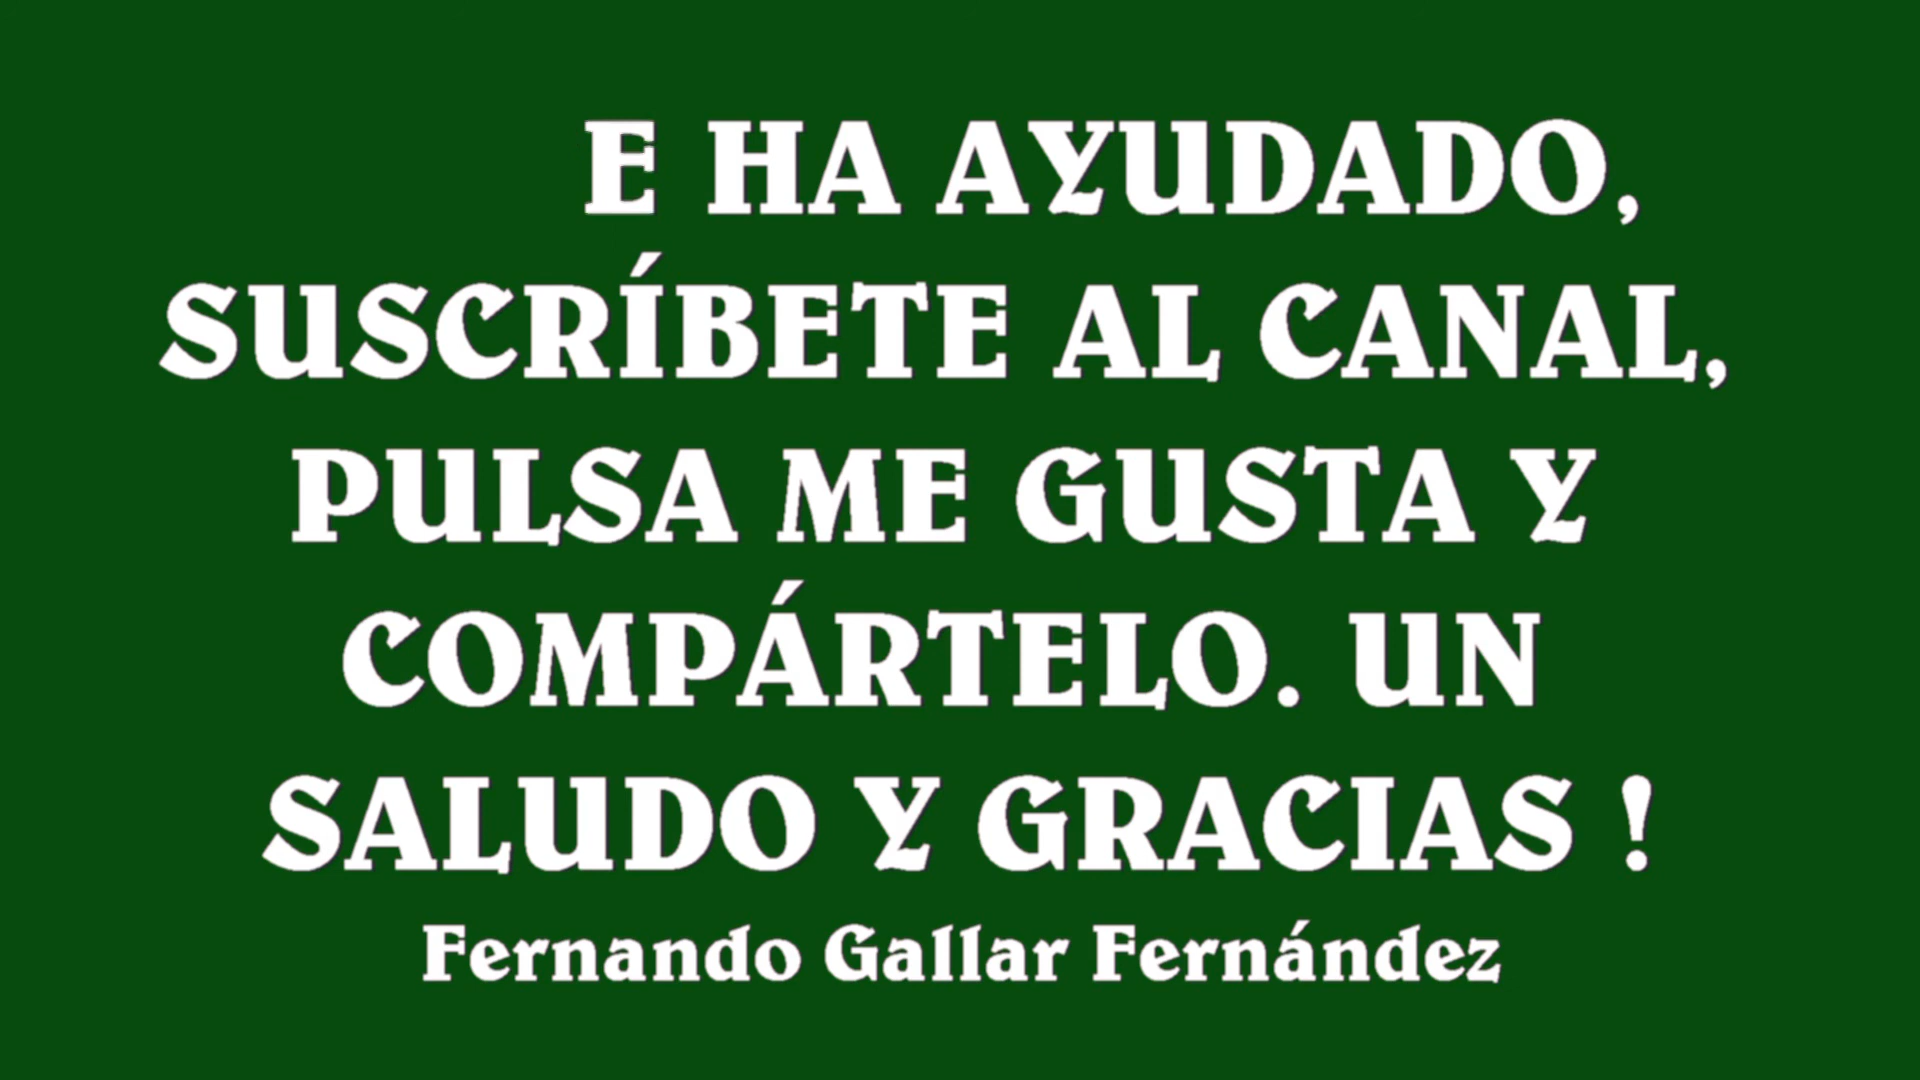 E HA AYUDADO,
SUSCRÍBETE AL CANAL,
PULSA ME GUSTA Y
COMPÁRTELO. UN
SALUDO Y GRACIAS !
Fernando Gallar Fernández